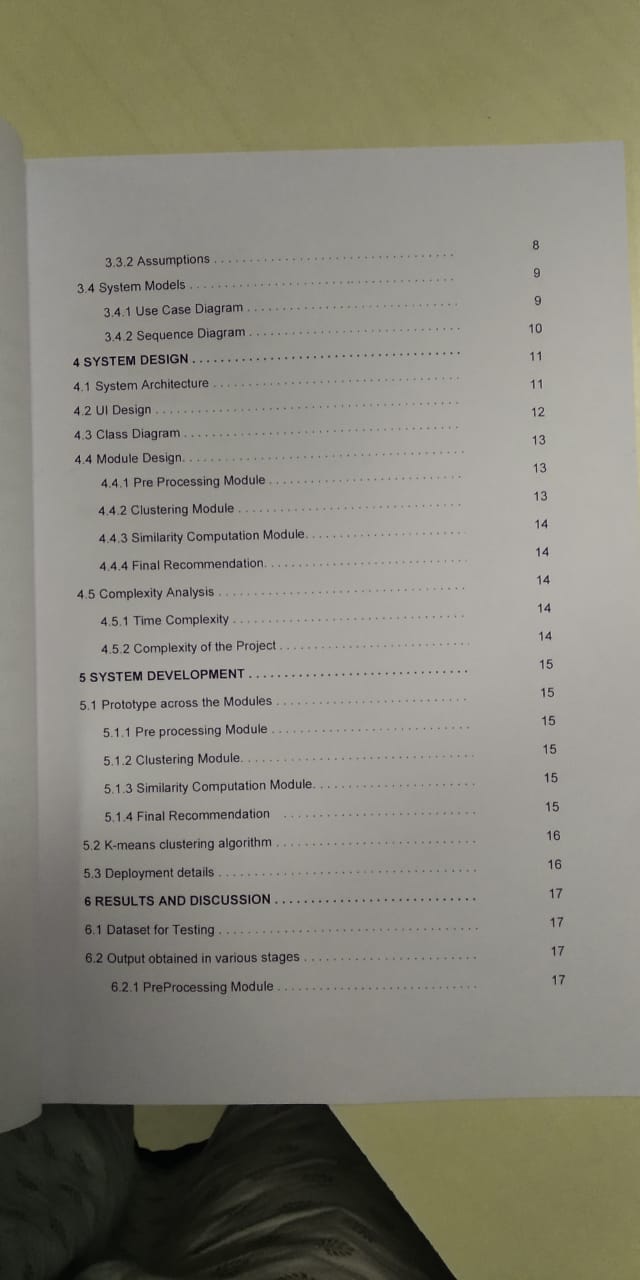 3.3.2 Assumptions . . . . . . . . . . . . . . . . . . . . . . . . . . . . . . . . . . 8
3.4 System Models . . . . . . . . . . . . . . . . . . . . . . . . . . . . . . . . . . 9
3.4.1 Use Case Diagram . . . . . . . . . . . . . . . . . . . . . . . . . . . . . . 9
3.4.2 Sequence Diagram . . . . . . . . . . . . . . . . . . . . . . . . . . . . . . 10
4 SYSTEM DESIGN . . . . . . . . . . . . . . . . . . . . . . . . . . . . . . . . . . 11
4.1 System Architecture . . . . . . . . . . . . . . . . . . . . . . . . . . . . . . 11
4.2 UI Design . . . . . . . . . . . . . . . . . . . . . . . . . . . . . . . . . . . . 12
4.3 Class Diagram . . . . . . . . . . . . . . . . . . . . . . . . . . . . . . . . . . 13
4.4 Module Design. . . . . . . . . . . . . . . . . . . . . . . . . . . . . . . . . . 13
4.4.1 Pre Processing Module . . . . . . . . . . . . . . . . . . . . . . . . . . . 13
4.4.2 Clustering Module . . . . . . . . . . . . . . . . . . . . . . . . . . . . . . 14
4.4.3 Similarity Computation Module. . . . . . . . . . . . . . . . . . . . . . 14
4.4.4 Final Recommendation. . . . . . . . . . . . . . . . . . . . . . . . . . . 14
4.5 Complexity Analysis . . . . . . . . . . . . . . . . . . . . . . . . . . . . . . 14
4.5.1 Time Complexity . . . . . . . . . . . . . . . . . . . . . . . . . . . . . . 14
4.5.2 Complexity of the Project . . . . . . . . . . . . . . . . . . . . . . . . . 15
5 SYSTEM DEVELOPMENT . . . . . . . . . . . . . . . . . . . . . . . . . . . . . 15
5.1 Prototype across the Modules . . . . . . . . . . . . . . . . . . . . . . . . 15
5.1.1 Pre processing Module . . . . . . . . . . . . . . . . . . . . . . . . . . . 15
5.1.2 Clustering Module. . . . . . . . . . . . . . . . . . . . . . . . . . . . . . 15
5.1.3 Similarity Computation Module. . . . . . . . . . . . . . . . . . . . . . 15
5.1.4 Final Recommendation . . . . . . . . . . . . . . . . . . . . . . . . . . . 16
5.2 K-means clustering algorithm . . . . . . . . . . . . . . . . . . . . . . . . 16
5.3 Deployment details . . . . . . . . . . . . . . . . . . . . . . . . . . . . . . 17
6 RESULTS AND DISCUSSION . . . . . . . . . . . . . . . . . . . . . . . . . . 17
6.1 Dataset for Testing . . . . . . . . . . . . . . . . . . . . . . . . . . . . . . 17
6.2 Output obtained in various stages . . . . . . . . . . . . . . . . . . . . . 17
6.2.1 PreProcessing Module . . . . . . . . . . . . . . . . . . . . . . . . . . .